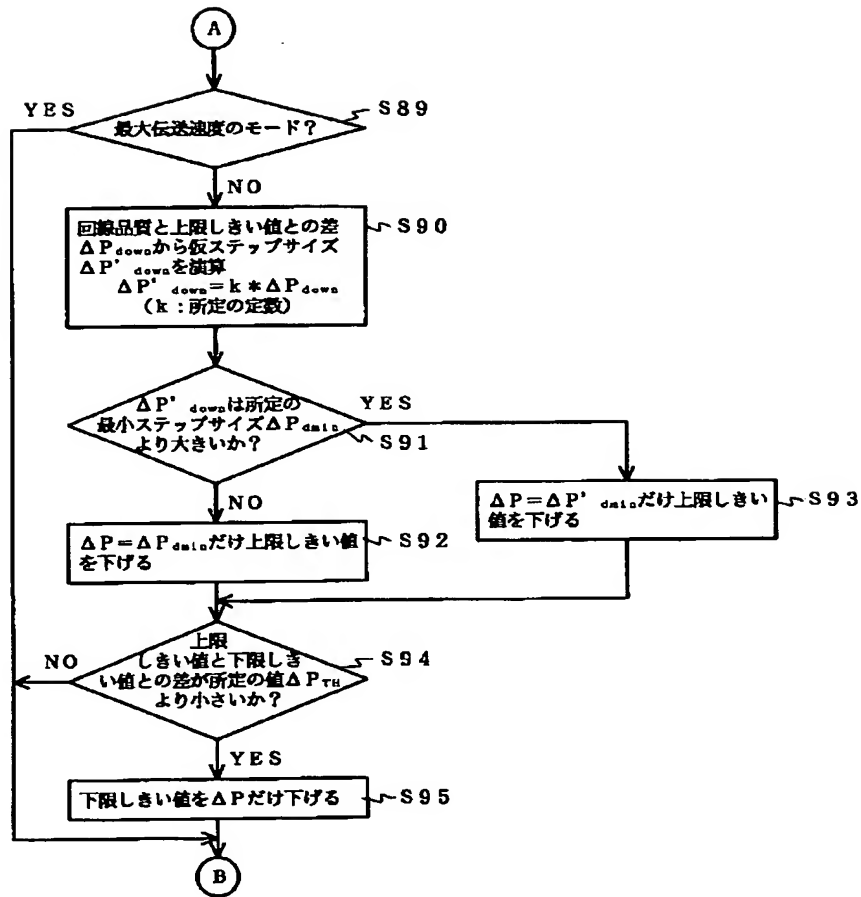 A
YES
S89
最大伝送速度のモード?
NO
回線品質と上限しきい値との差
ΔPdownから仮ステップサイズ
ΔP'downを演算
ΔP'down=k*ΔPdown
(k:所定の定数)
S90
ΔP'downは所定の
最小ステップサイズΔPdmin
より大きいか?
YES
S91
NO
ΔP=ΔP'dminだけ上限しきい
値を下げる
S93
ΔP=ΔPdminだけ上限しきい値
を下げる
S92
上限
しきい値と下限しき
い値との差が所定の値ΔPTH
より小さいか?
NO
S94
YES
下限しきい値をΔPだけ下げる
S95
B